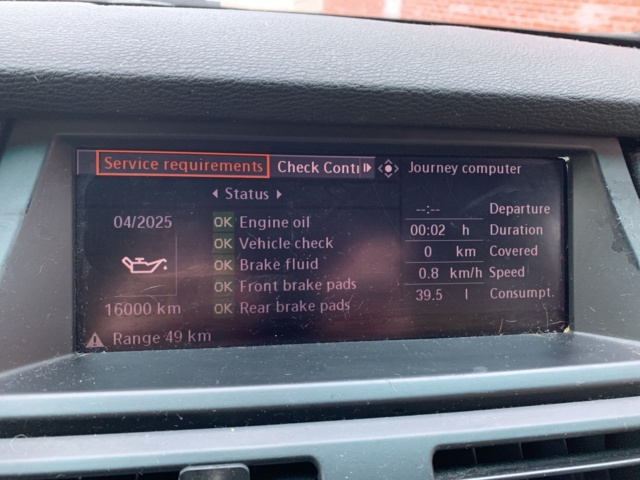 Service requirements Check Contr
Status
04/2025
16000 km
OK Engine oil
OK Vehicle check
OK Brake fluid
OK Front brake pads
OK Rear brake pads
Range 49 km
Journey computer
--:-- Departure
00:02 h Duration
0 km Covered
0.8 km/h Speed
39.5 l Consumpt.